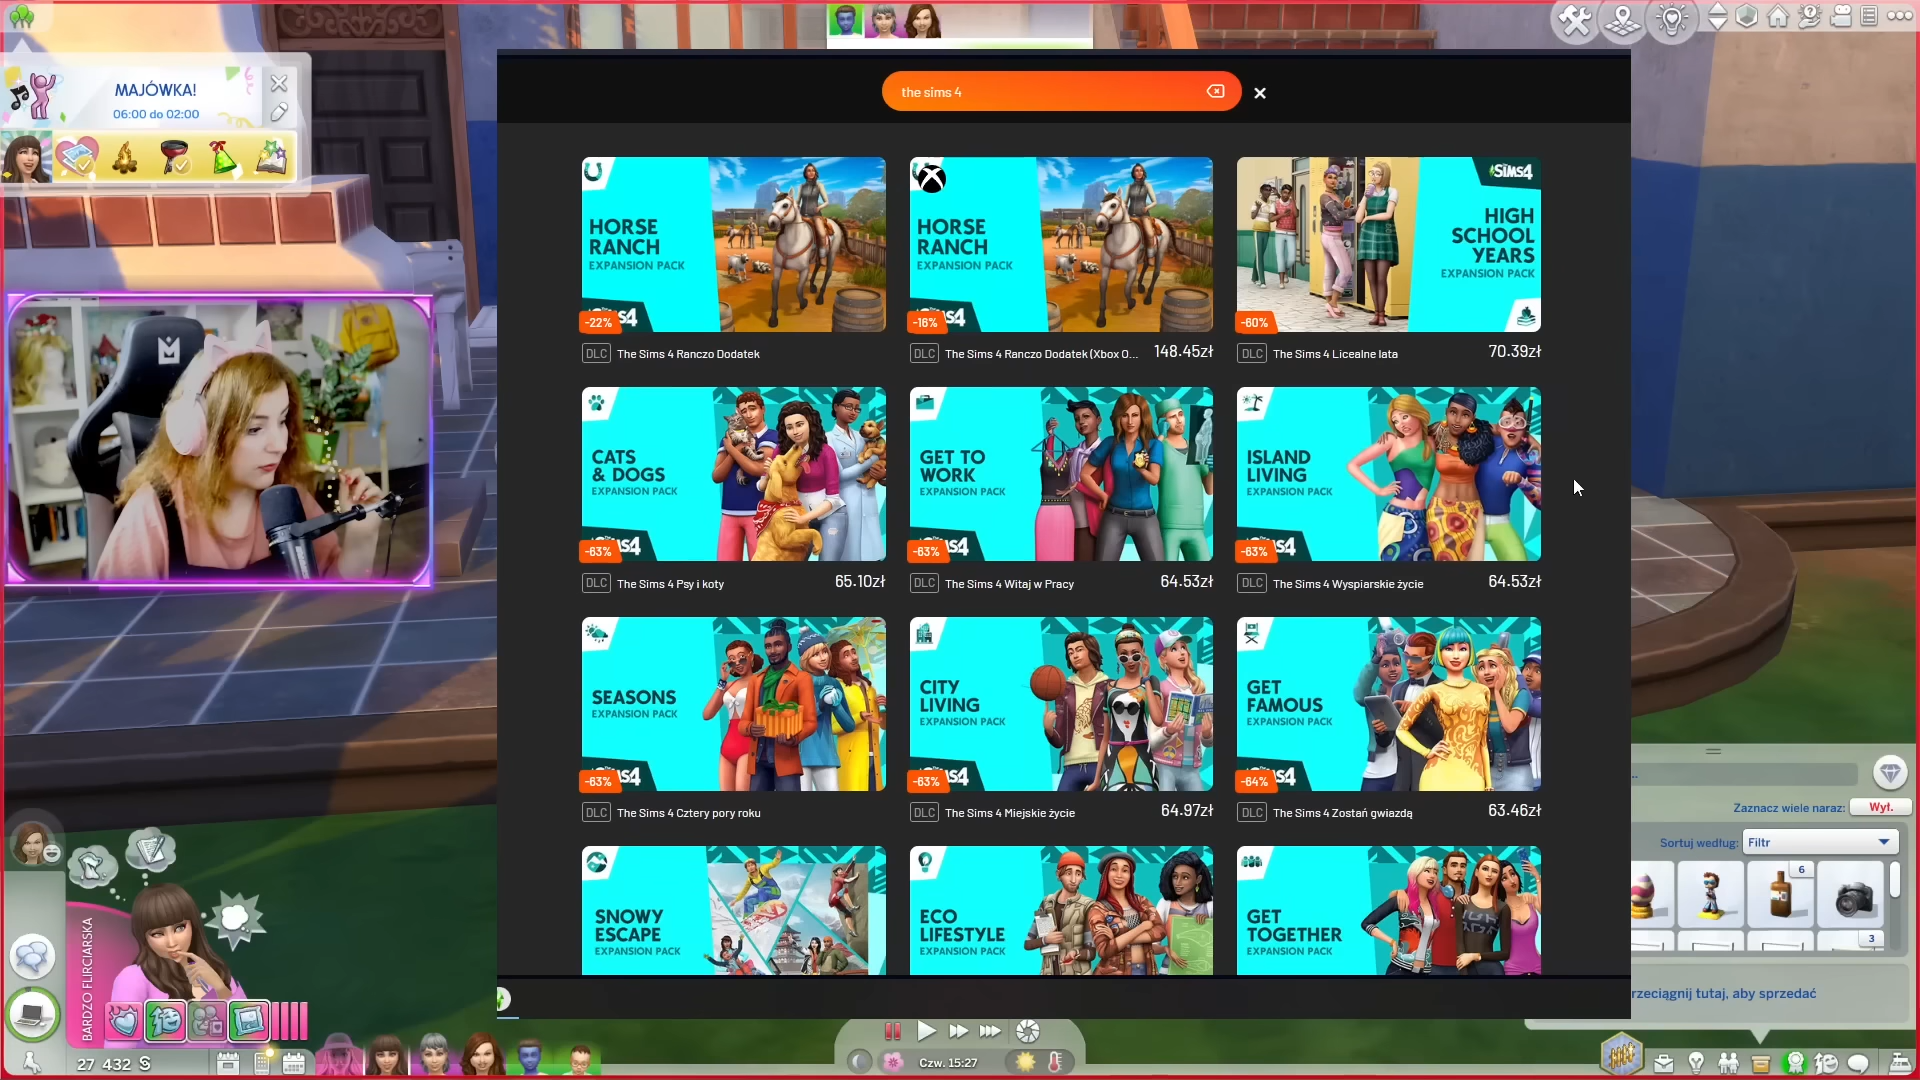 MAJÓWKA!
06:00 do 02:00
the sims 4
HORSE
RANCH
EXPANSION PACK
-22%
DLC The Sims 4 Ranczo Dodatek
HORSE
RANCH
EXPANSION PACK
-16%
DLC The Sims 4 Ranczo Dodatek (Xbox O... 148.45zł
SiMS4
HIGH
SCHOOL
YEARS
EXPANSION PACK
-60%
DLC The Sims 4 Licealne lata 70.39zł
CATS
& DOGS
EXPANSION PACK
-63%
DLC The Sims 4 Psy i koty 65.10zł
GET TO
WORK
EXPANSION PACK
-63%
DLC The Sims 4 Witaj w Pracy 64.53zł
ISLAND
LIVING
EXPANSION PACK
-63%
DLC The Sims 4 Wyspiarskie życie 64.53zł
SEASONS
EXPANSION PACK
-63%
DLC The Sims 4 Cztery pory roku
CITY
LIVING
EXPANSION PACK
-63%
DLC The Sims 4 Miejskie życie 64.97zł
GET
FAMOUS
EXPANSION PACK
-64%
DLC The Sims 4 Zostań gwiazdą 63.46zł
SNOWY
ESCAPE
EXPANSION PACK
ECO
LIFESTYLE
EXPANSION PACK
GET
TOGETHER
EXPANSION PACK
Zaznacz wiele naraz: Wył.
Sortuj według: Filtr
6
3
rzeciągnij tutaj, aby sprzedać
BARDZO FLIRCIARSKA
27 432
Czw. 15:27